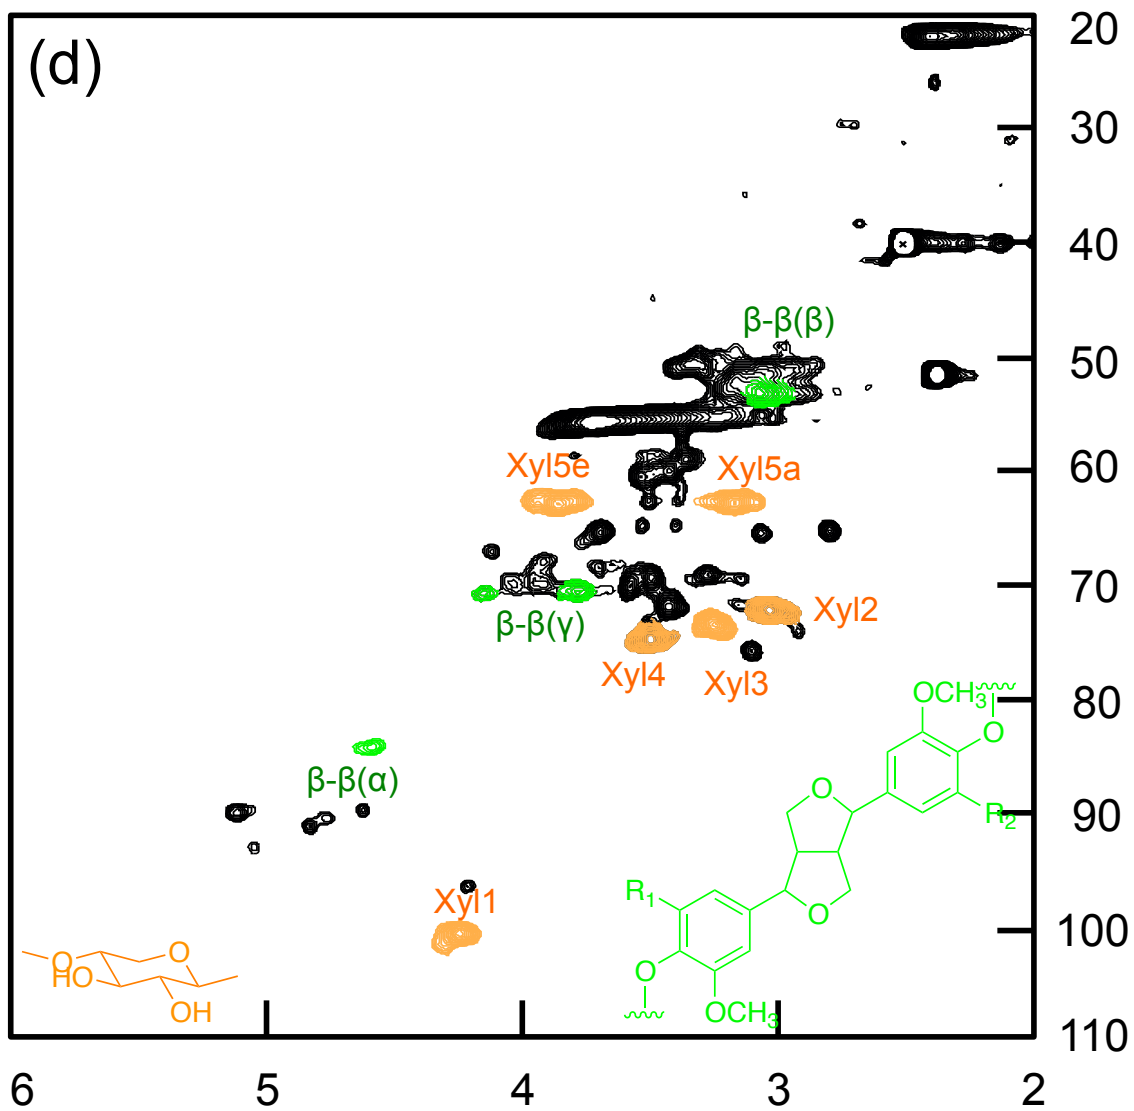 (d)
20
30
40
50
60
70
80
90
100
110
β-β(β)
Xyl5e
Xyl5a
β-β(γ)
Xyl2
Xyl4
Xyl3
β-β(α)
Xyl1
OCH3
O
O
R2
R1
O
O
OCH3
O
O
HO
OH
6
5
4
3
2